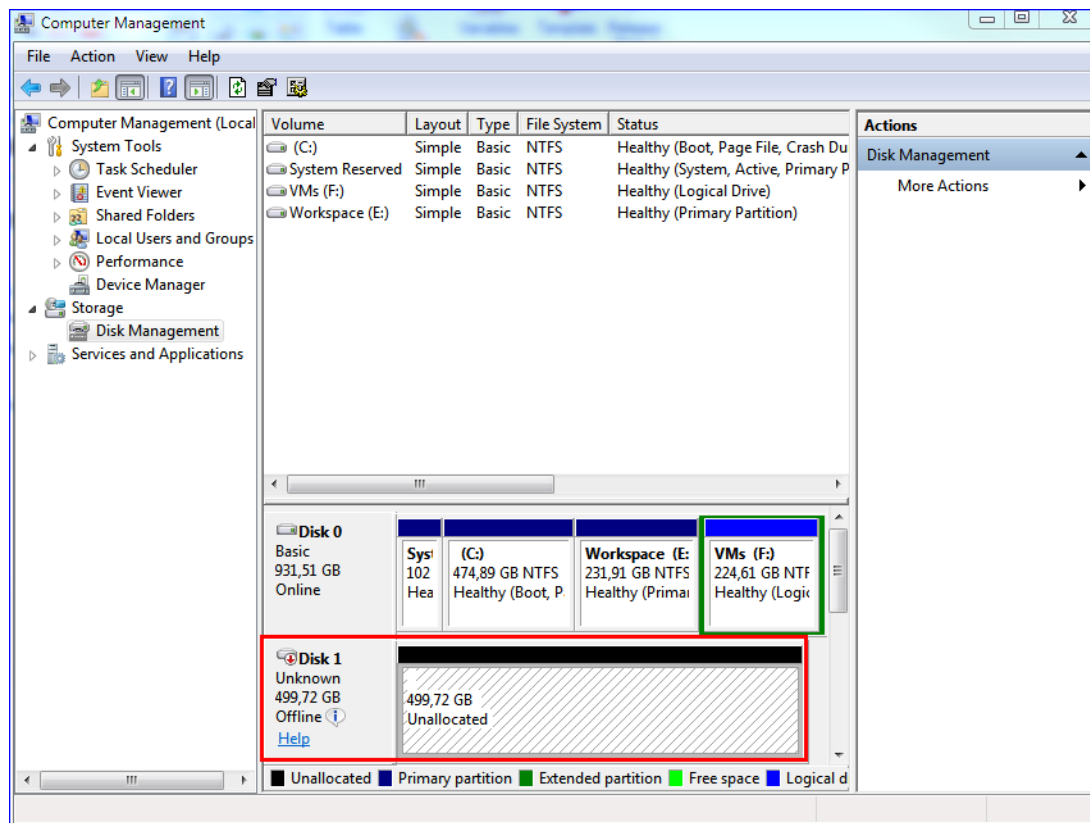 Computer Management
File Action View Help
Computer Management (Local
System Tools
Task Scheduler
Event Viewer
Shared Folders
Local Users and Groups
Performance
Device Manager
Storage
Disk Management
Services and Applications
Volume Layout Type File System Status
(C:) Simple Basic NTFS Healthy (Boot, Page File, Crash Du
System Reserved Simple Basic NTFS Healthy (System, Active, Primary P
VMs (F:) Simple Basic NTFS Healthy (Logical Drive)
Workspace (E:) Simple Basic NTFS Healthy (Primary Partition)
Disk 0
Basic
931,51 GB
Online
Syst
102
Hea
(C:)
474,89 GB NTFS
Healthy (Boot, P
Workspace (E:
231,91 GB NTFS
Healthy (Primar
VMs (F:)
224,61 GB NTF
Healthy (Logic
Disk 1
Unknown
499,72 GB
Offline
Help
499,72 GB
Unallocated
Unallocated Primary partition Extended partition Free space Logical d
Actions
Disk Management
More Actions